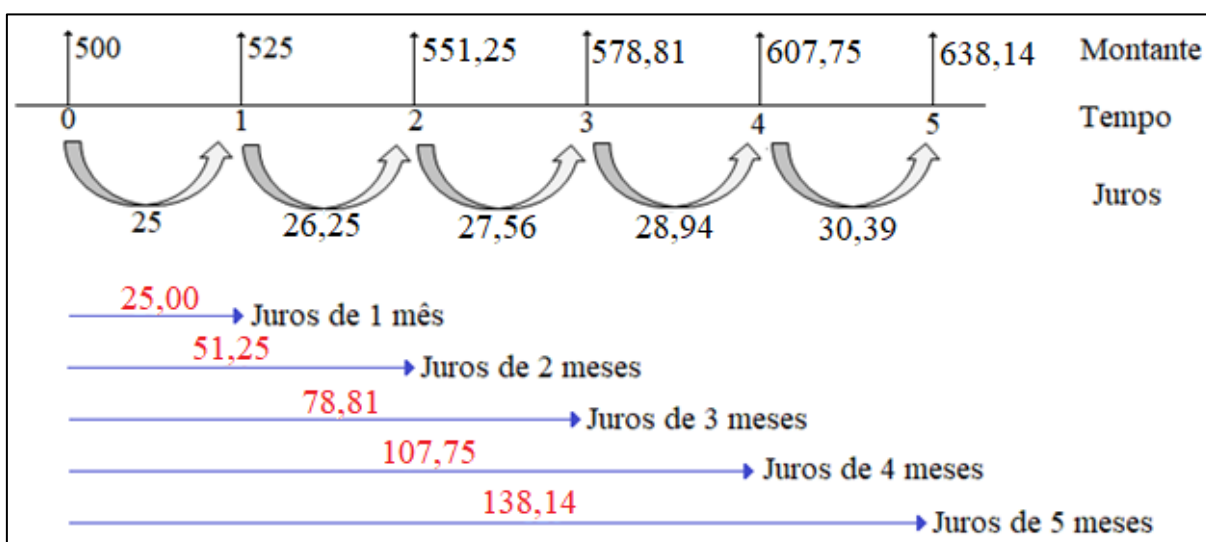 500 525 551,25 578,81 607,75 638,14 Montante
0 1 2 3 4 5 Tempo
Juros
25 26,25 27,56 28,94 30,39
25,00
Juros de 1 mês
51,25
Juros de 2 meses
78,81
Juros de 3 meses
107,75
Juros de 4 meses
138,14
Juros de 5 meses